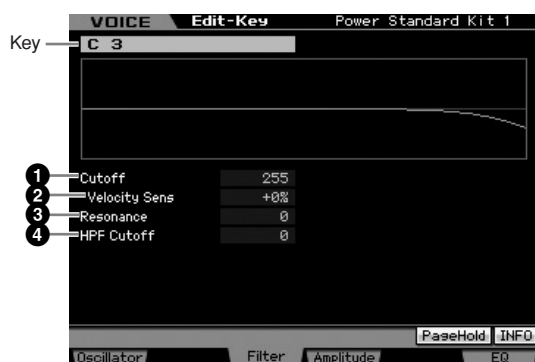 VOICE Edit-Key Power Standard Kit 1
Key C 3
1 Cutoff 255
2 Velocity Sens +0%
3 Resonance 0
4 HPF Cutoff 0
PageHold INFO
Oscillator Filter Amplitude EQ